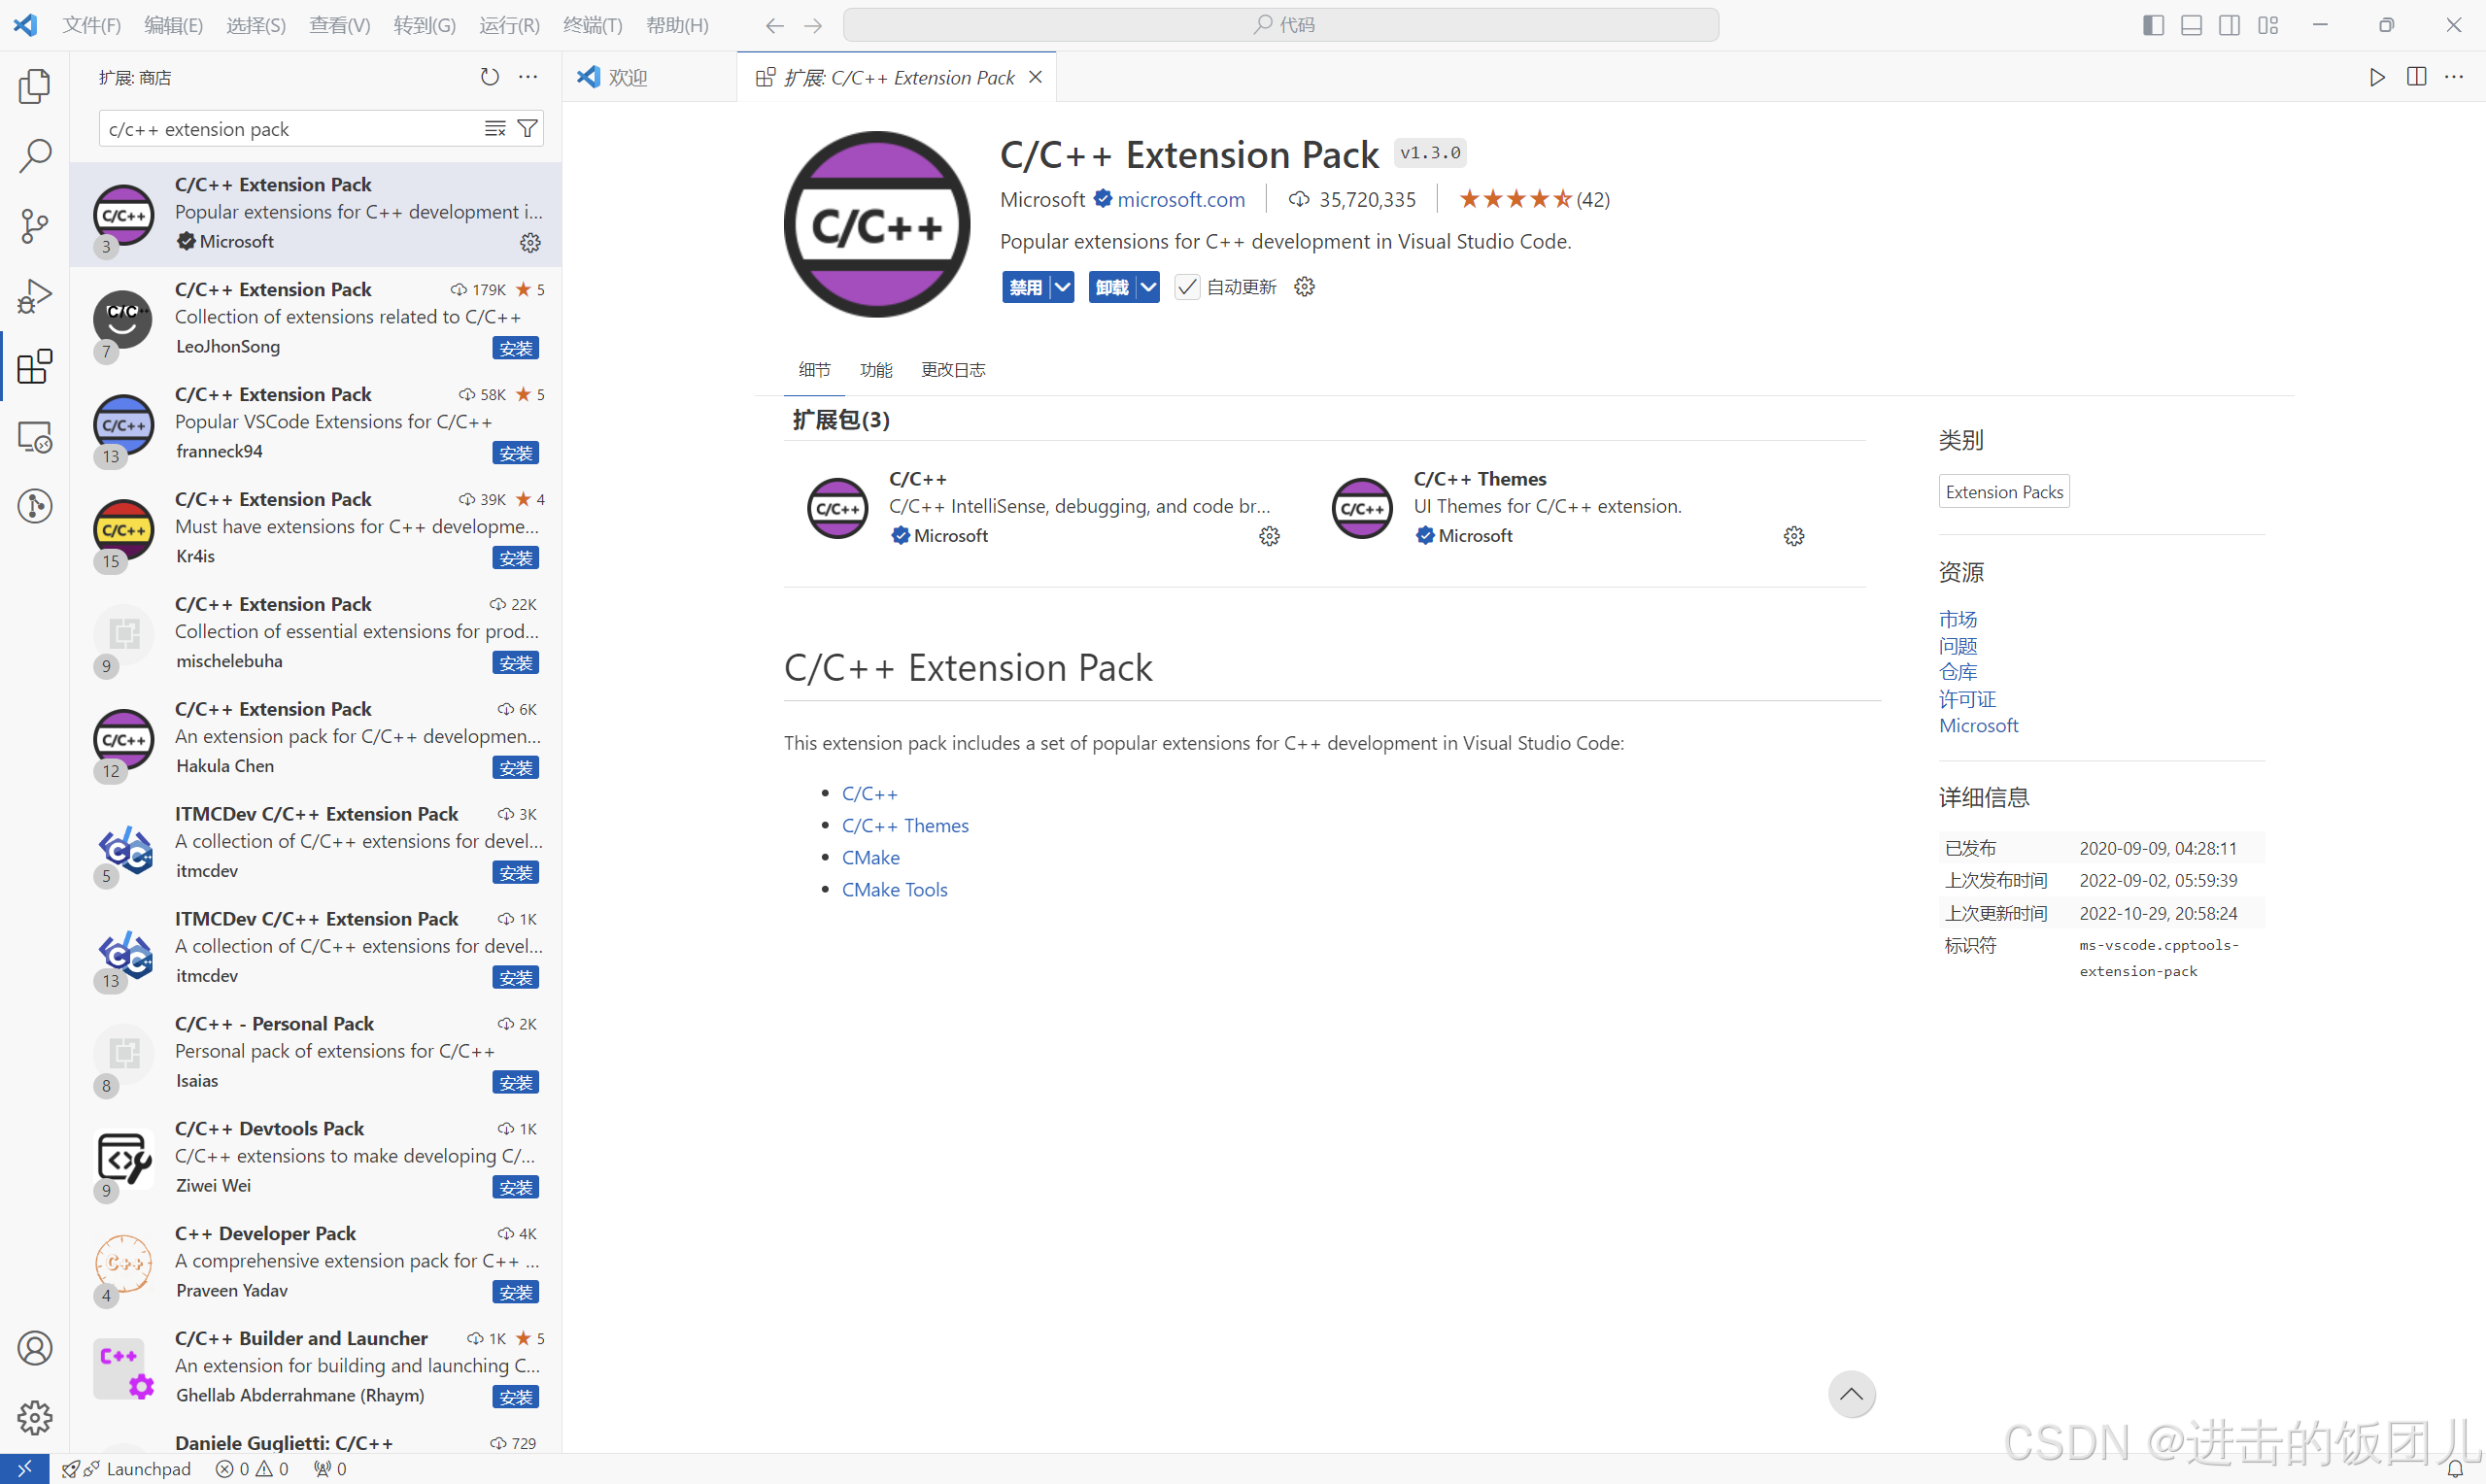 文件(F) 编辑(E) 选择(S) 查看(V) 转到(G) 运行(R) 终端(T) 帮助(H) 代码
扩展: 商店
c/c++ extension pack
C/C++ Extension Pack
Popular extensions for C++ development i...
Microsoft
C/C++
3
C/C++ Extension Pack 179K 5
Collection of extensions related to C/C++
LeoJhonSong 安装
C/C++
7
C/C++ Extension Pack 58K 5
Popular VSCode Extensions for C/C++
franneck94 安装
C/C++
13
C/C++ Extension Pack 39K 4
Must have extensions for C++ developme...
Kr4is 安装
C/C++
15
C/C++ Extension Pack 22K
Collection of essential extensions for prod...
mischelebuha 安装
9
C/C++ Extension Pack 6K
An extension pack for C/C++ developmen...
Hakula Chen 安装
C/C++
12
ITMCDev C/C++ Extension Pack 3K
A collection of C/C++ extensions for devel...
itmcdev 安装
5
ITMCDev C/C++ Extension Pack 1K
A collection of C/C++ extensions for devel...
itmcdev 安装
13
C/C++ - Personal Pack 2K
Personal pack of extensions for C/C++
Isaias 安装
8
C/C++ Devtools Pack 1K
C/C++ extensions to make developing C/...
Ziwei Wei 安装
9
C++ Developer Pack 4K
A comprehensive extension pack for C++ ...
Praveen Yadav 安装
C++
4
C/C++ Builder and Launcher 1K 5
An extension for building and launching C...
Ghellab Abderrahmane (Rhaym) 安装
C++
Daniele Guglietti: C/C++ 729
欢迎
扩展: C/C++ Extension Pack
C/C++
C/C++ Extension Pack v1.3.0
Microsoft microsoft.com 35,720,335 (42)
Popular extensions for C++ development in Visual Studio Code.
禁用 卸载 自动更新
细节 功能 更改日志
扩展包(3)
C/C++
C/C++
C/C++ IntelliSense, debugging, and code br...
Microsoft
C/C++
C/C++ Themes
UI Themes for C/C++ extension.
Microsoft
C/C++ Extension Pack
This extension pack includes a set of popular extensions for C++ development in Visual Studio Code:
C/C++
C/C++ Themes
CMake
CMake Tools
类别
Extension Packs
资源
市场
问题
仓库
许可证
Microsoft
详细信息
已发布 2020-09-09, 04:28:11
上次发布时间 2022-09-02, 05:59:39
上次更新时间 2022-10-29, 20:58:24
标识符 ms-vscode.cpptools-
extension-pack
Launchpad 0 0 0
CSDN @进击的饭团儿